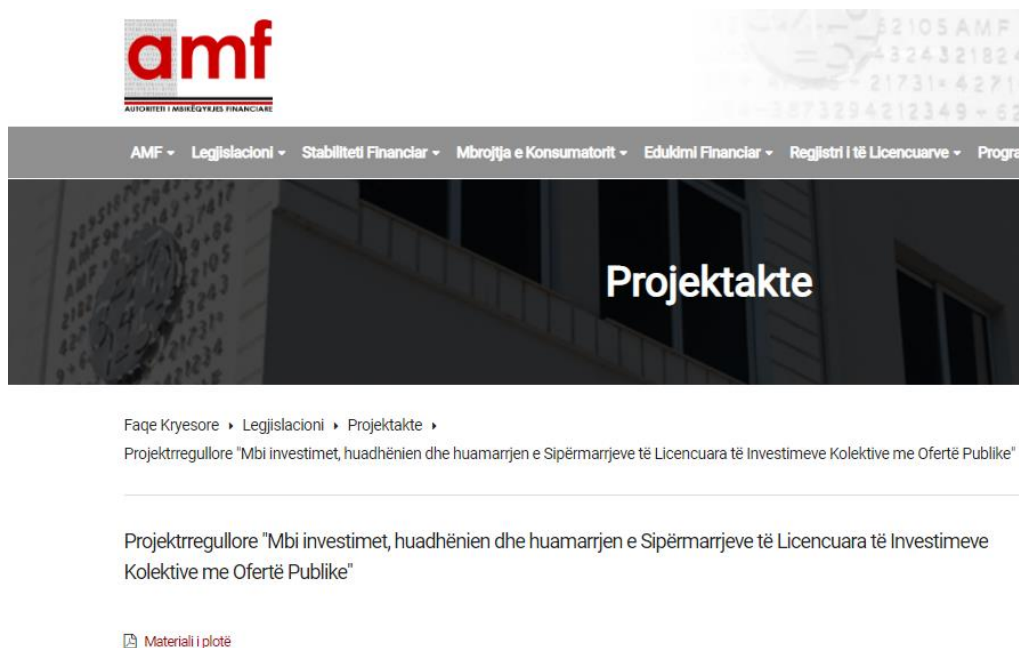 amf
AUTORITETI I MBIKËQYRJES FINANCIARE
AMF Legjislacioni Stabiliteti Financiar Mbrojtja e Konsumatorit Edukimi Financiar Regjistri i të Licencuarve Progra
Projektakte
Faqe Kryesore ▸ Legjislacioni ▸ Projektakte ▸
Projektrregullore "Mbi investimet, huadhënien dhe huamarrjen e Sipërmarrjeve të Licencuara të Investimeve Kolektive me Ofertë Publike"
Projektrregullore "Mbi investimet, huadhënien dhe huamarrjen e Sipërmarrjeve të Licencuara të Investimeve
Kolektive me Ofertë Publike"
Materiali i plotë